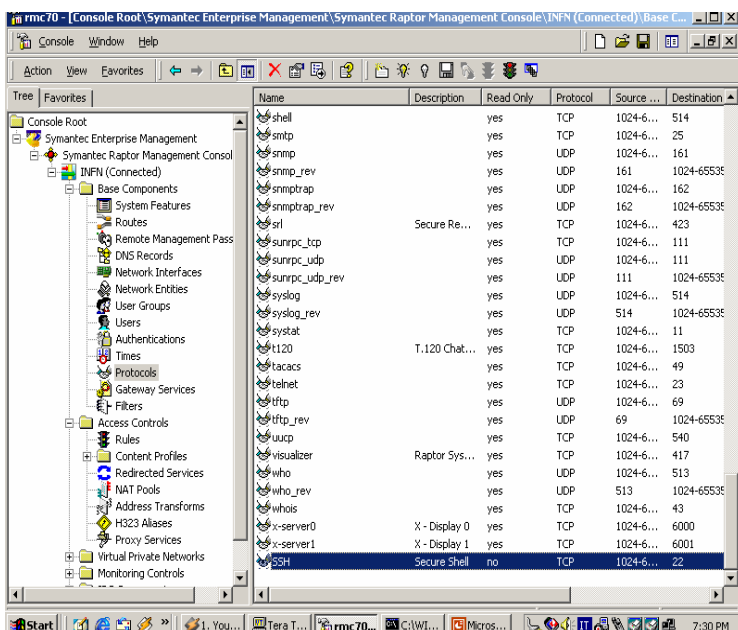 rmc70 - [Console Root\Symantec Enterprise Management\Symantec Raptor Management Console\INFN (Connected)\Base C...
Console Window Help
Action View Favorites
Tree Favorites
Console Root
Symantec Enterprise Management
Symantec Raptor Management Consol
INFN (Connected)
Base Components
System Features
Routes
Remote Management Pass
DNS Records
Network Interfaces
Network Entities
User Groups
Users
Authentications
Times
Protocols
Gateway Services
Filters
Access Controls
Rules
Content Profiles
Redirected Services
NAT Pools
Address Transforms
H323 Aliases
Proxy Services
Virtual Private Networks
Monitoring Controls
Name Description Read Only Protocol Source ... Destination
shell yes TCP 1024-6... 514
smtp yes TCP 1024-6... 25
snmp yes UDP 1024-6... 161
snmp_rev yes UDP 161 1024-65535
snmptrap yes UDP 1024-6... 162
snmptrap_rev yes UDP 162 1024-65535
srl Secure Re... yes TCP 1024-6... 423
sunrpc_tcp yes TCP 1024-6... 111
sunrpc_udp yes UDP 1024-6... 111
sunrpc_udp_rev yes UDP 111 1024-65535
syslog yes UDP 1024-6... 514
syslog_rev yes UDP 514 1024-65535
systat yes TCP 1024-6... 11
t120 T.120 Chat... yes TCP 1024-6... 1503
tacacs yes TCP 1024-6... 49
telnet yes TCP 1024-6... 23
tftp yes UDP 1024-6... 69
tftp_rev yes UDP 69 1024-65535
uucp yes TCP 1024-6... 540
visualizer Raptor Sys... yes TCP 1024-6... 417
who yes UDP 1024-6... 513
who_rev yes UDP 513 1024-65535
whois yes TCP 1024-6... 43
x-server0 X - Display 0 yes TCP 1024-6... 6000
x-server1 X - Display 1 yes TCP 1024-6... 6001
SSH Secure Shell no TCP 1024-6... 22
Start » 1. You... Tera T... rmc70... C:\WI... Micros... 7:30 PM